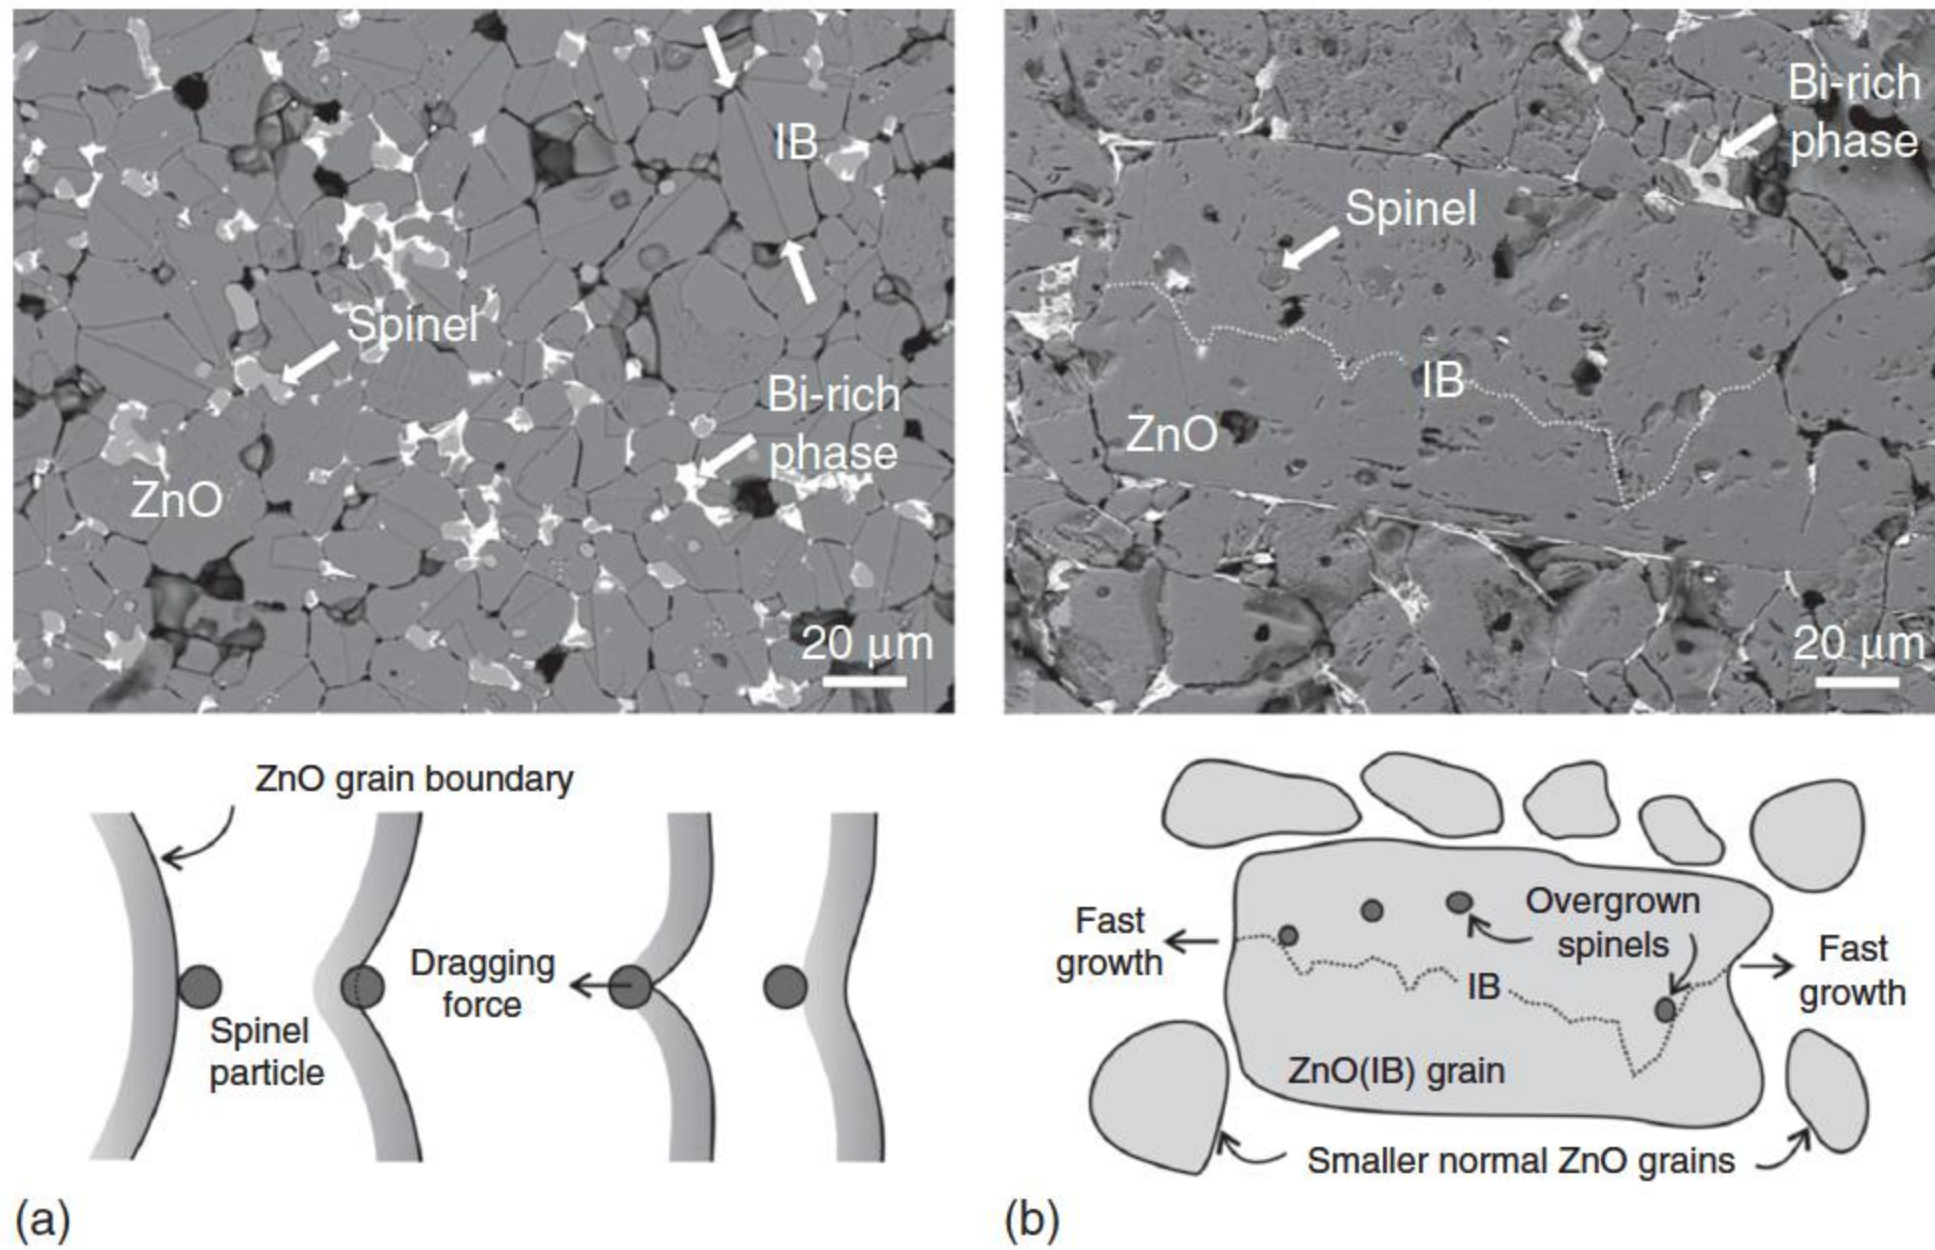 IB
Spinel
Bi-rich
phase
ZnO
20 µm
Bi-rich
phase
Spinel
IB
ZnO
20 µm
ZnO grain boundary
Dragging
force
Spinel
particle
(a)
Overgrown
spinels
Fast
growth
Fast
growth
IB
ZnO(IB) grain
Smaller normal ZnO grains
(b)